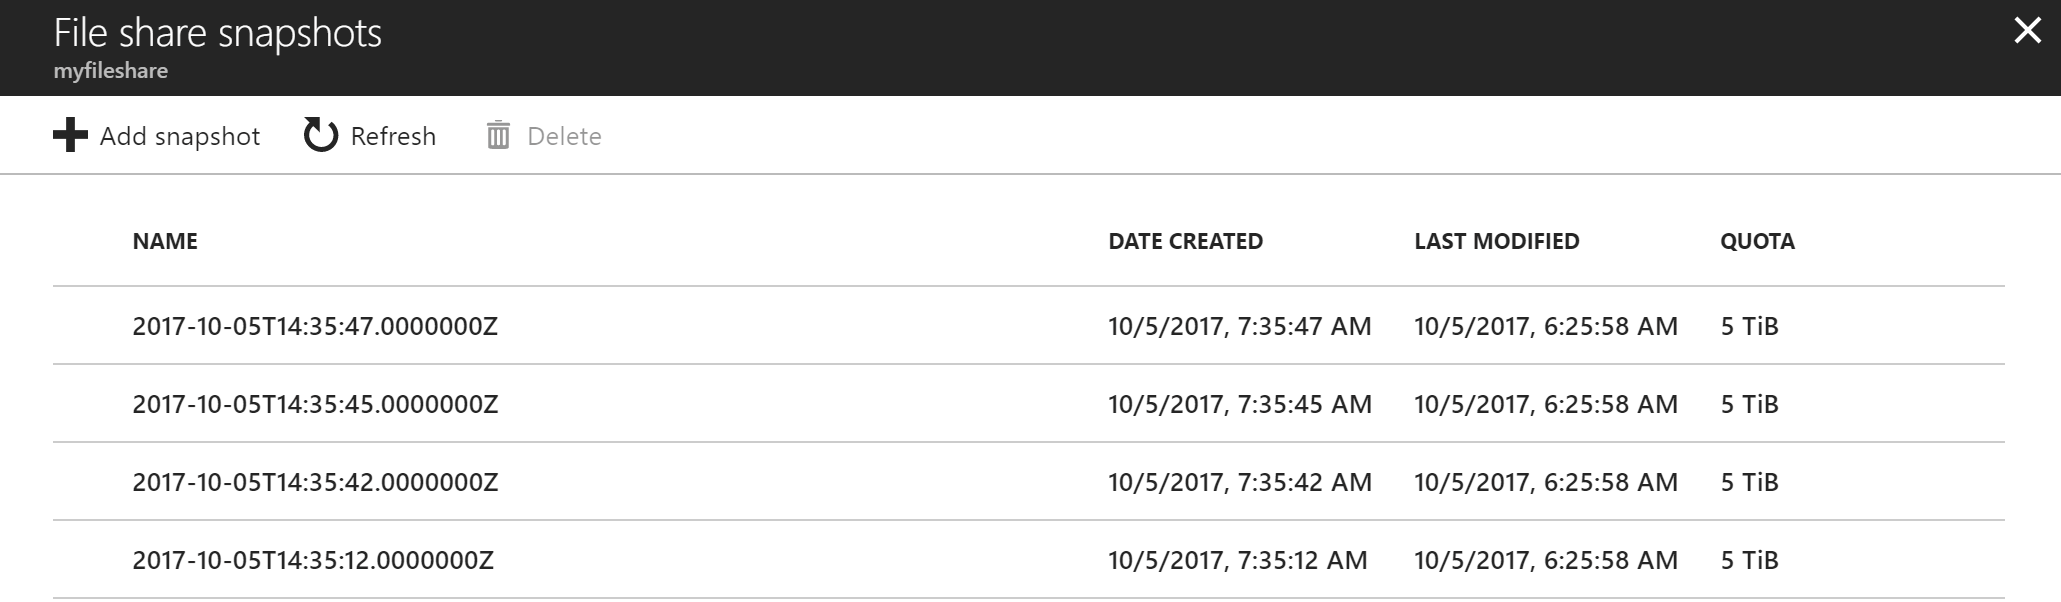 File share snapshots
myfileshare
Add snapshot Refresh Delete
NAME DATE CREATED LAST MODIFIED QUOTA
2017-10-05T14:35:47.0000000Z 10/5/2017, 7:35:47 AM 10/5/2017, 6:25:58 AM 5 TiB
2017-10-05T14:35:45.0000000Z 10/5/2017, 7:35:45 AM 10/5/2017, 6:25:58 AM 5 TiB
2017-10-05T14:35:42.0000000Z 10/5/2017, 7:35:42 AM 10/5/2017, 6:25:58 AM 5 TiB
2017-10-05T14:35:12.0000000Z 10/5/2017, 7:35:12 AM 10/5/2017, 6:25:58 AM 5 TiB